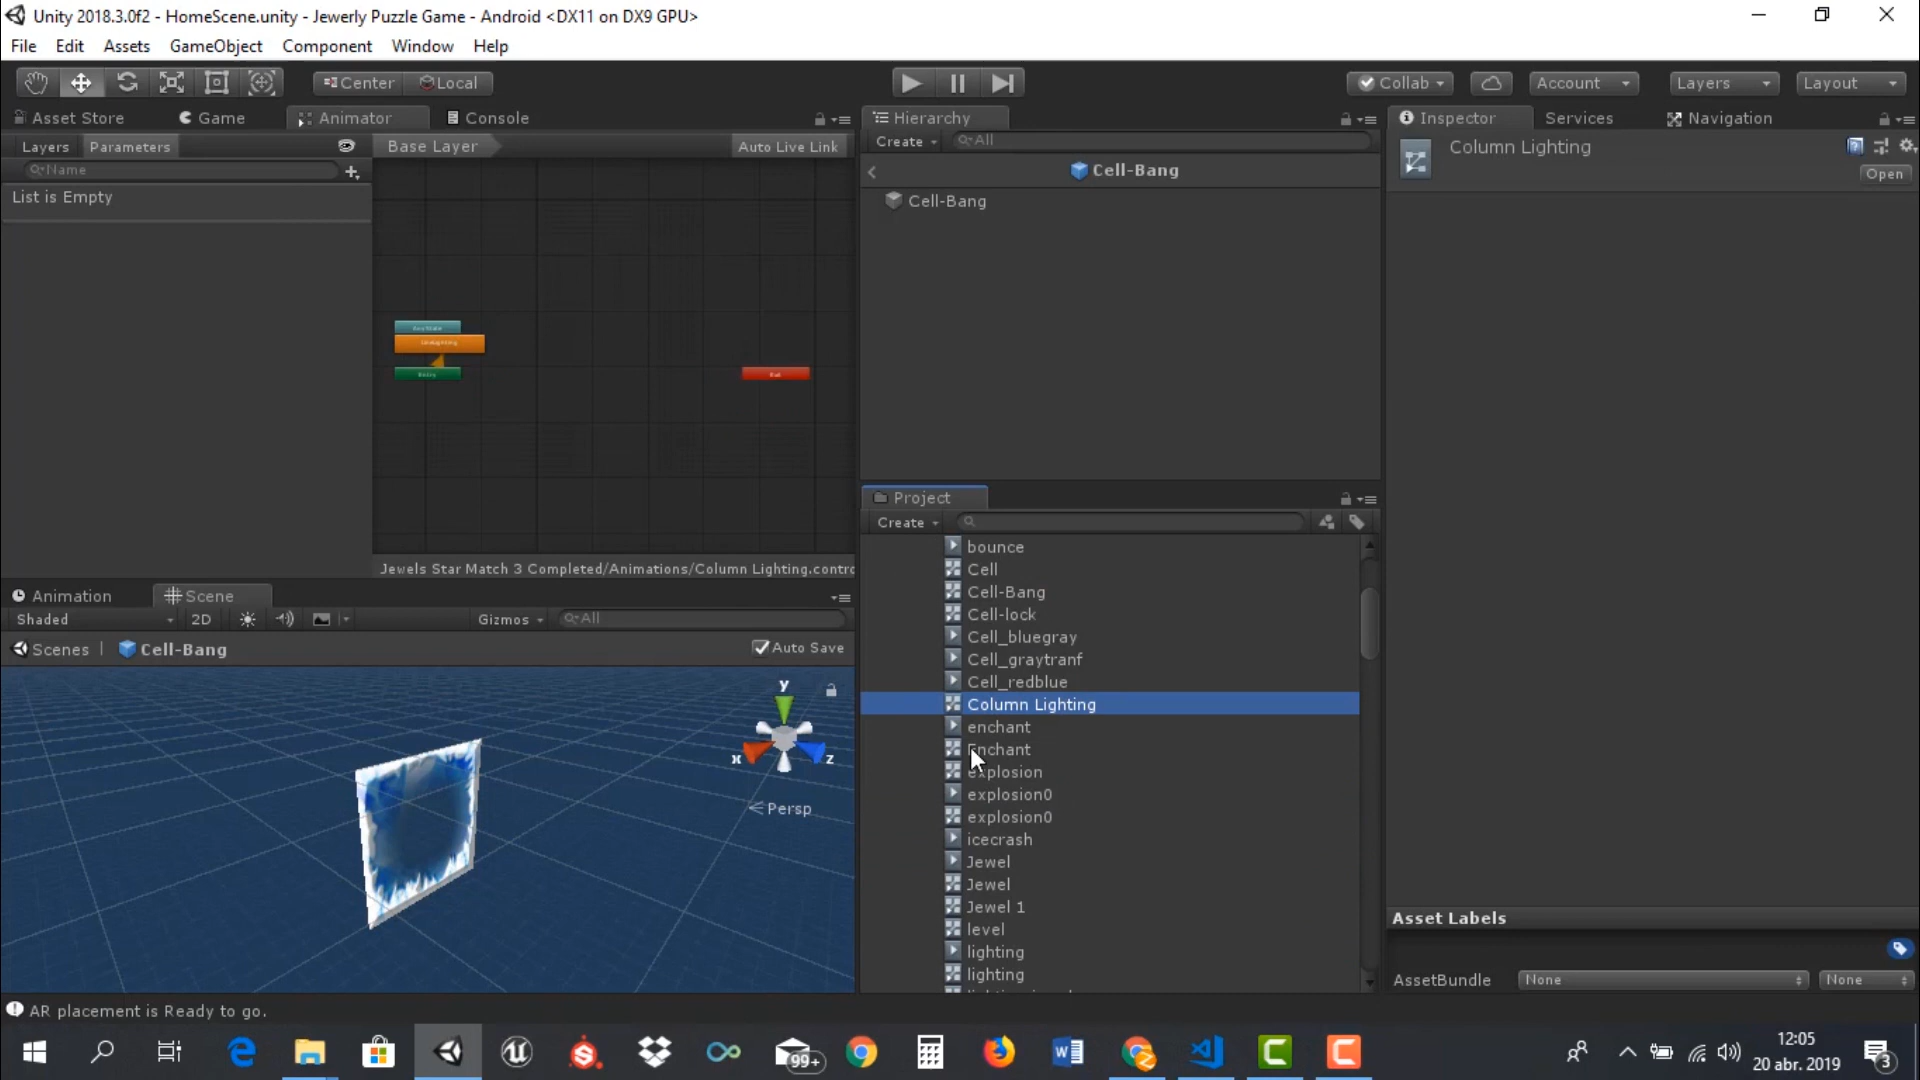 Unity 2018.3.0f2 - HomeScene.unity - Jewerly Puzzle Game - Android <DX11 on DX9 GPU>
File Edit Assets GameObject Component Window Help
Center Local Collab Account Layers Layout
Asset Store Game Animator Console Hierarchy Inspector Services Navigation
Layers Parameters Base Layer Auto Live Link
Create All
Column Lighting
Open
Name
List is Empty
Cell-Bang
Cell-Bang
Jewels Star Match 3 Completed/Animations/Column Lighting.contro
Project
Create
bounce
Cell
Cell-Bang
Cell-lock
Cell_bluegray
Cell_graytranf
Cell_redblue
Column Lighting
enchant
Enchant
explosion
explosion0
explosion0
icecrash
Jewel
Jewel
Jewel 1
level
lighting
lighting
Animation Scene
Shaded 2D Gizmos All
Scenes Cell-Bang Auto Save
y
x z
Persp
Asset Labels
AssetBundle None None
AR placement is Ready to go.
99+
12:05
20 abr. 2019
3